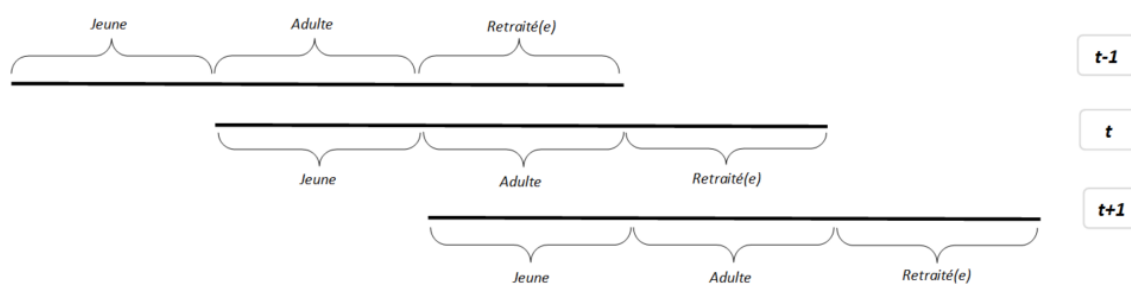 Jeune Adulte Retraité(e)
t-1
t
Jeune Adulte Retraité(e)
t+1
Jeune Adulte Retraité(e)